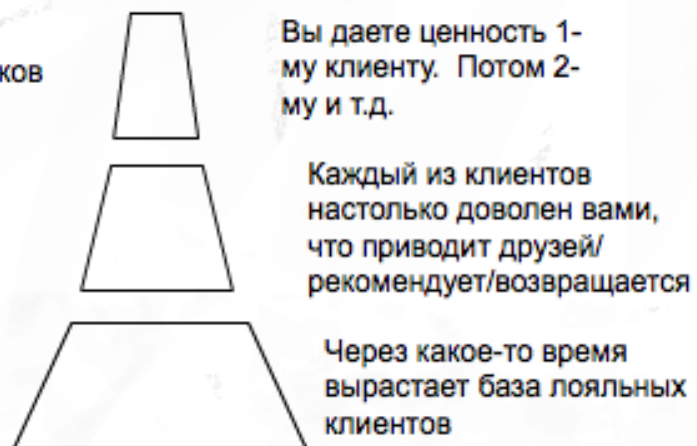 Вы даете ценность 1-
му клиенту. Потом 2-
му и т.д.
Каждый из клиентов
настолько доволен вами,
что приводит друзей/
рекомендует/возвращается
Через какое-то время
вырастает база лояльных
клиентов